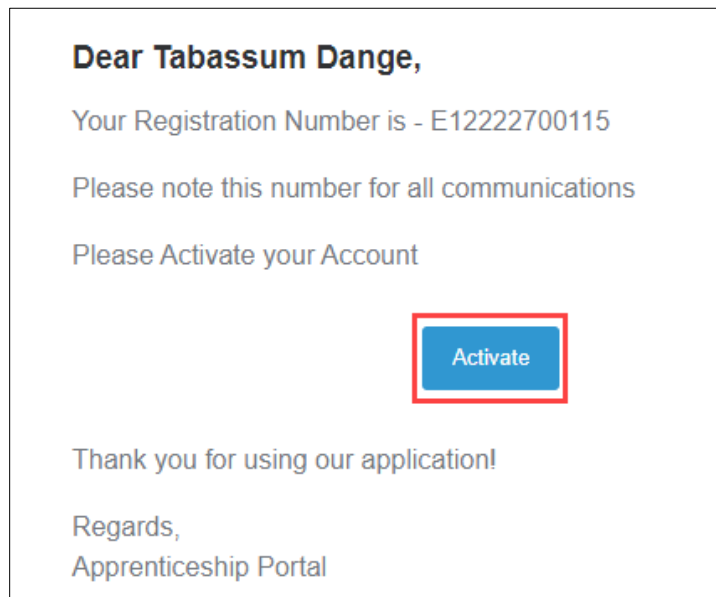 Dear Tabassum Dange,
Your Registration Number is - E12222700115
Please note this number for all communications
Please Activate your Account
Activate
Thank you for using our application!
Regards,
Apprenticeship Portal